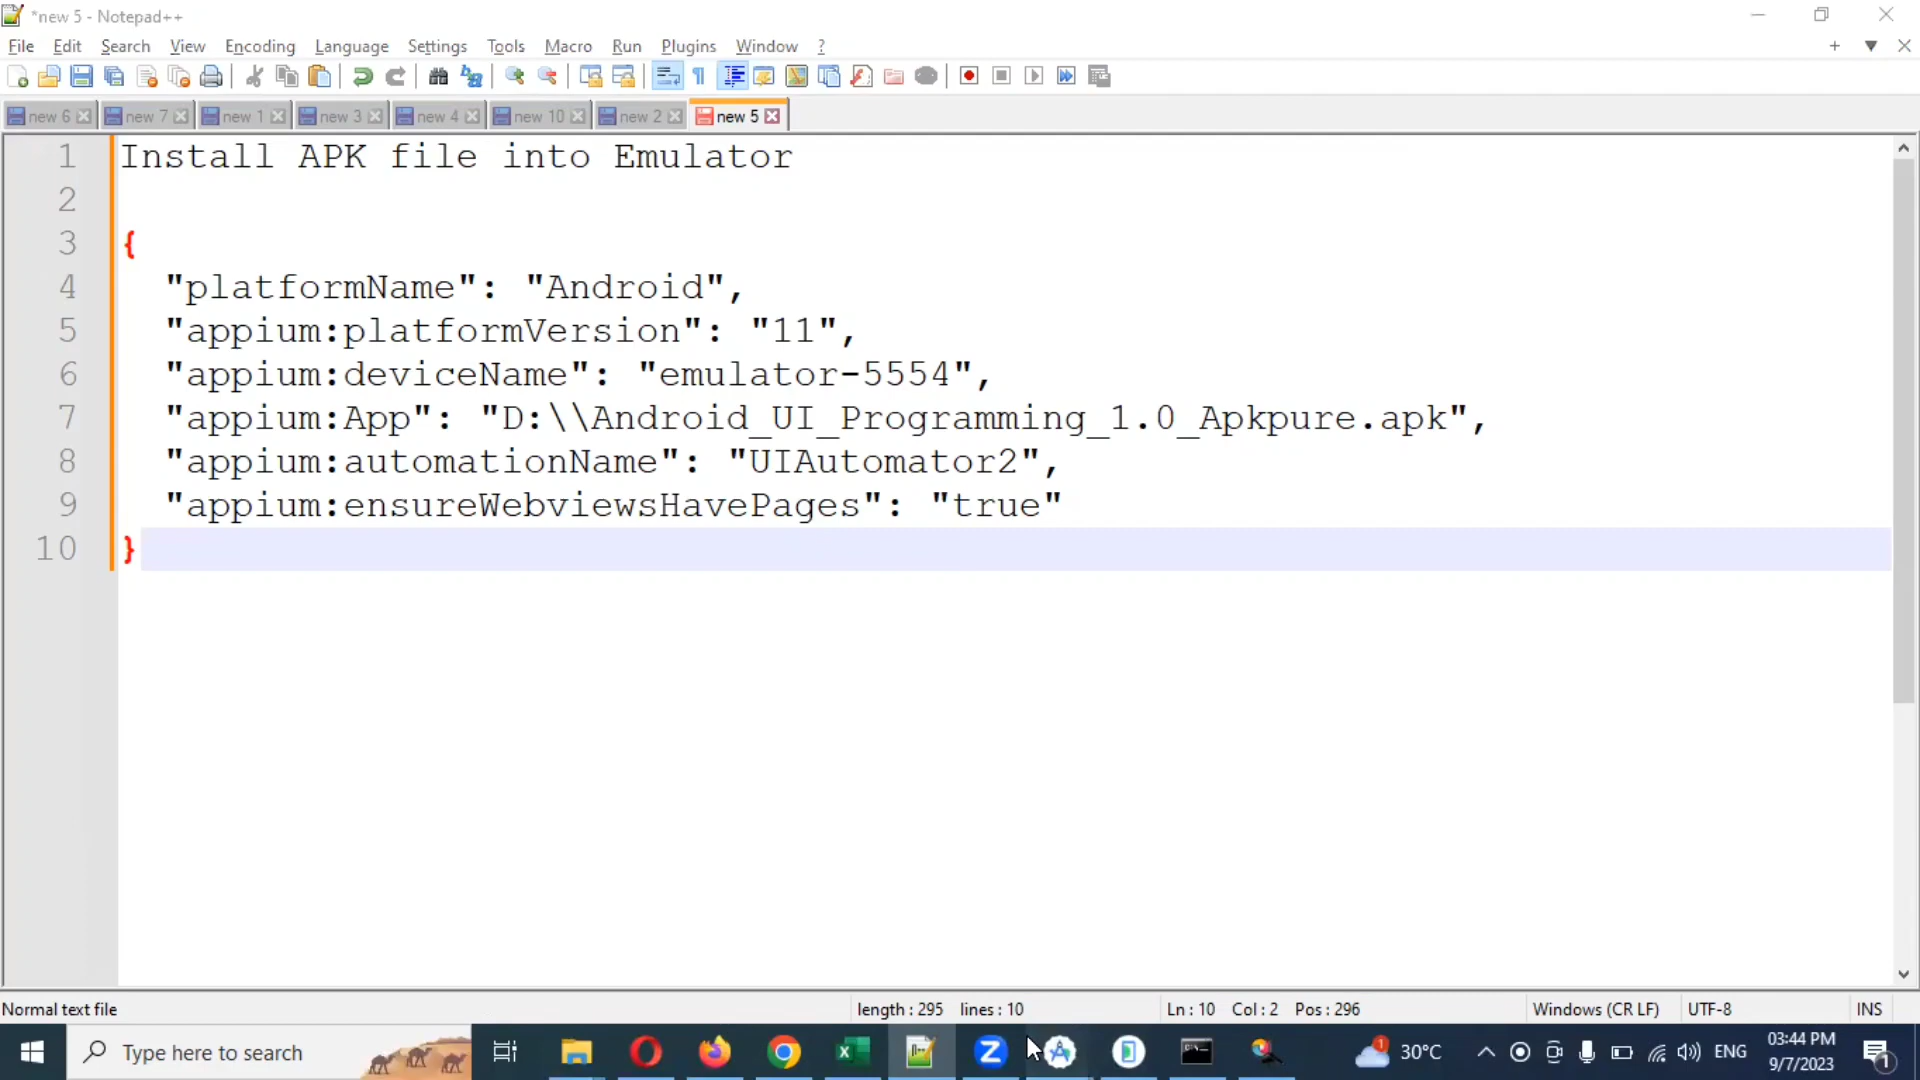 *new 5 - Notepad++
File Edit Search View Encoding Language Settings Tools Macro Run Plugins Window ?
new 6 new 7 new 1 new 3 new 4 new 10 new 2 new 5
1 Install APK file into Emulator
2
3 {
4 "platformName": "Android",
5 "appium:platformVersion": "11",
6 "appium:deviceName": "emulator-5554",
7 "appium:App": "D:\\Android_UI_Programming_1.0_Apkpure.apk",
8 "appium:automationName": "UIAutomator2",
9 "appium:ensureWebviewsHavePages": "true"
10 }
Normal text file length : 295 lines : 10 Ln : 10 Col : 2 Pos : 296 Windows (CR LF) UTF-8 INS
Type here to search 30°C ENG 03:44 PM
9/7/2023